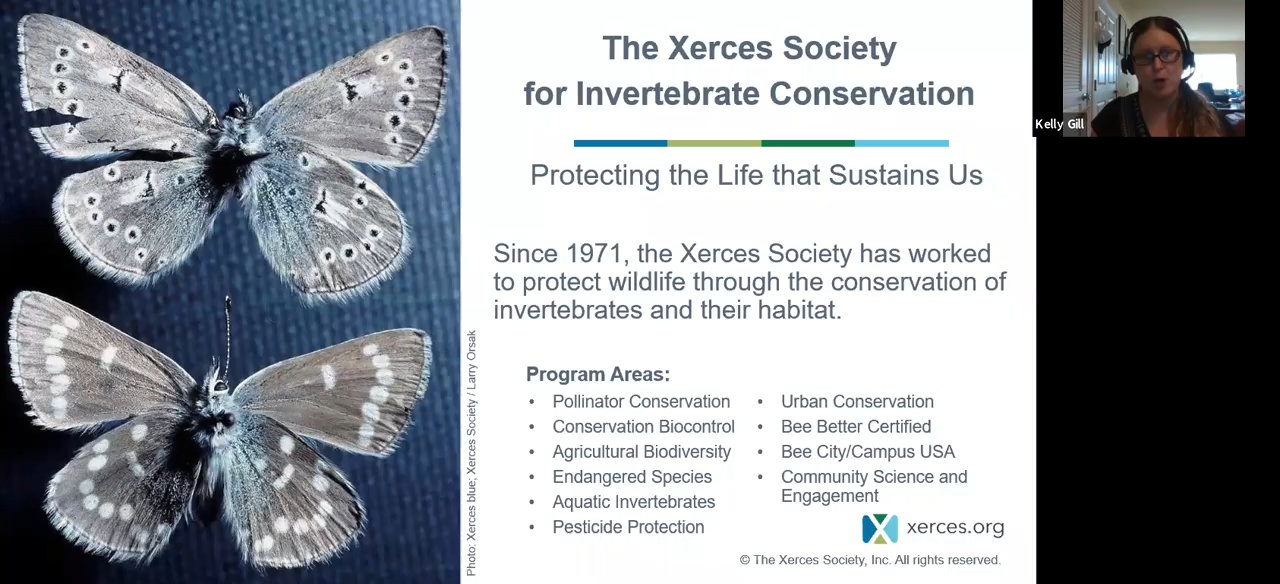 The Xerces Society
for Invertebrate Conservation
Protecting the Life that Sustains Us
Since 1971, the Xerces Society has worked
to protect wildlife through the conservation of
invertebrates and their habitat.
Program Areas:
• Pollinator Conservation
• Conservation Biocontrol
• Agricultural Biodiversity
• Endangered Species
• Aquatic Invertebrates
• Pesticide Protection
• Urban Conservation
• Bee Better Certified
• Bee City/Campus USA
• Community Science and
Engagement
xerces.org
© The Xerces Society, Inc. All rights reserved.
Photo: Xerces blue; Xerces Society / Larry Orsak
Kelly Gill